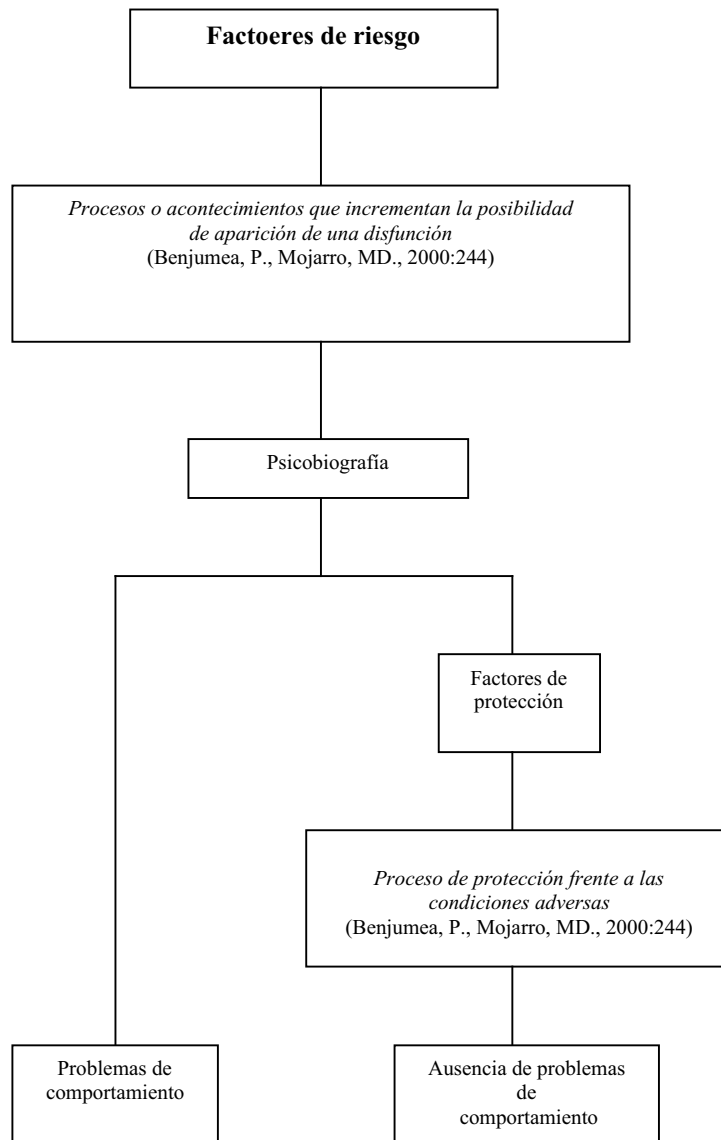 Factoeres de riesgo
Procesos o acontecimientos que incrementan la posibilidad
de aparición de una disfunción
(Benjumea, P., Mojarro, MD., 2000:244)
Psicobiografía
Factores de
protección
Proceso de protección frente a las
condiciones adversas
(Benjumea, P., Mojarro, MD., 2000:244)
Problemas de
comportamiento
Ausencia de problemas
de
comportamiento